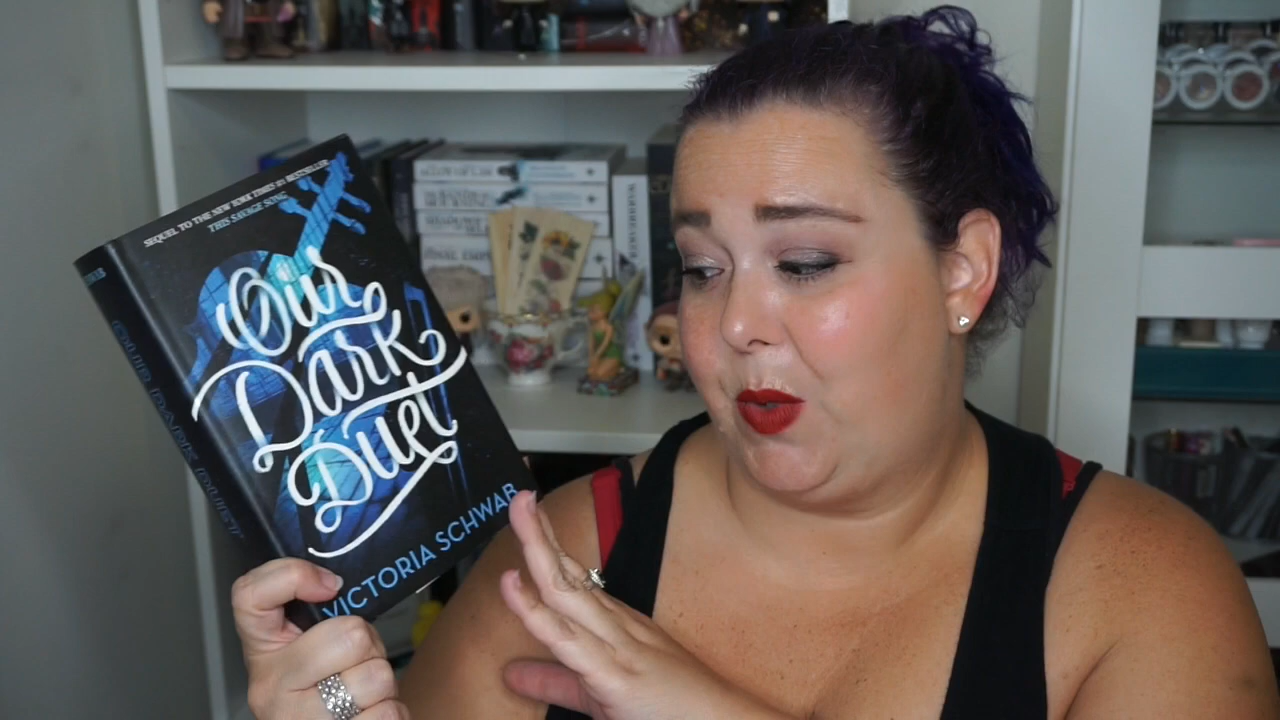 SEQUEL TO THE NEW YORK TIMES #1 BESTSELLER
THIS SAVAGE SONG
Our
Dark
Duet
VICTORIA SCHWAB
OUR DARK DUET